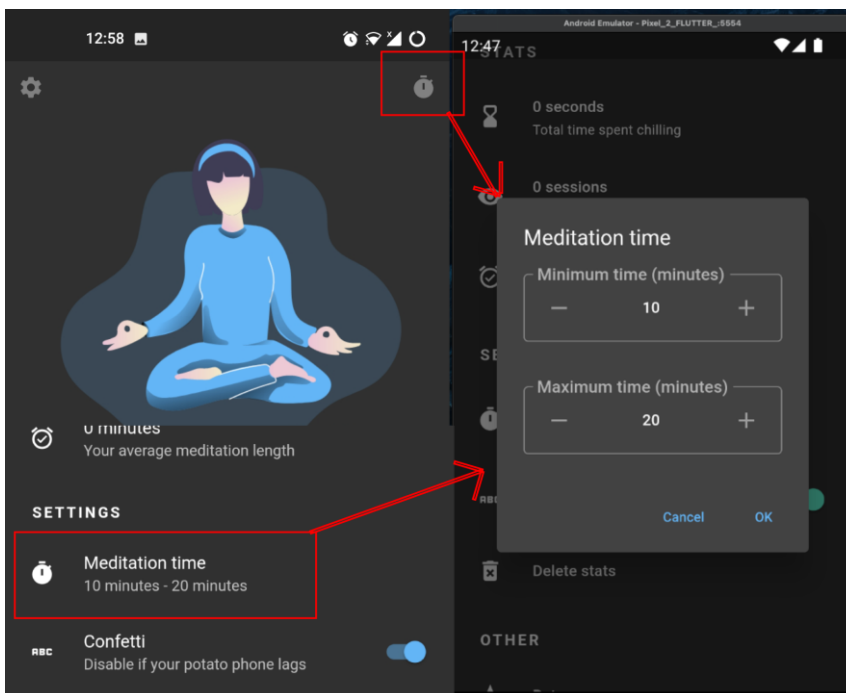 12:58
0 minutes
Your average meditation length
SETTINGS
Meditation time
10 minutes - 20 minutes
ABC
Confetti
Disable if your potato phone lags
Android Emulator - Pixel_2_FLUTTER_:5554
12:47
STATS
0 seconds
Total time spent chilling
0 sessions
Meditation time
Minimum time (minutes)
— 10 +
Maximum time (minutes)
— 20 +
Cancel OK
SE
ABC
Delete stats
OTHER